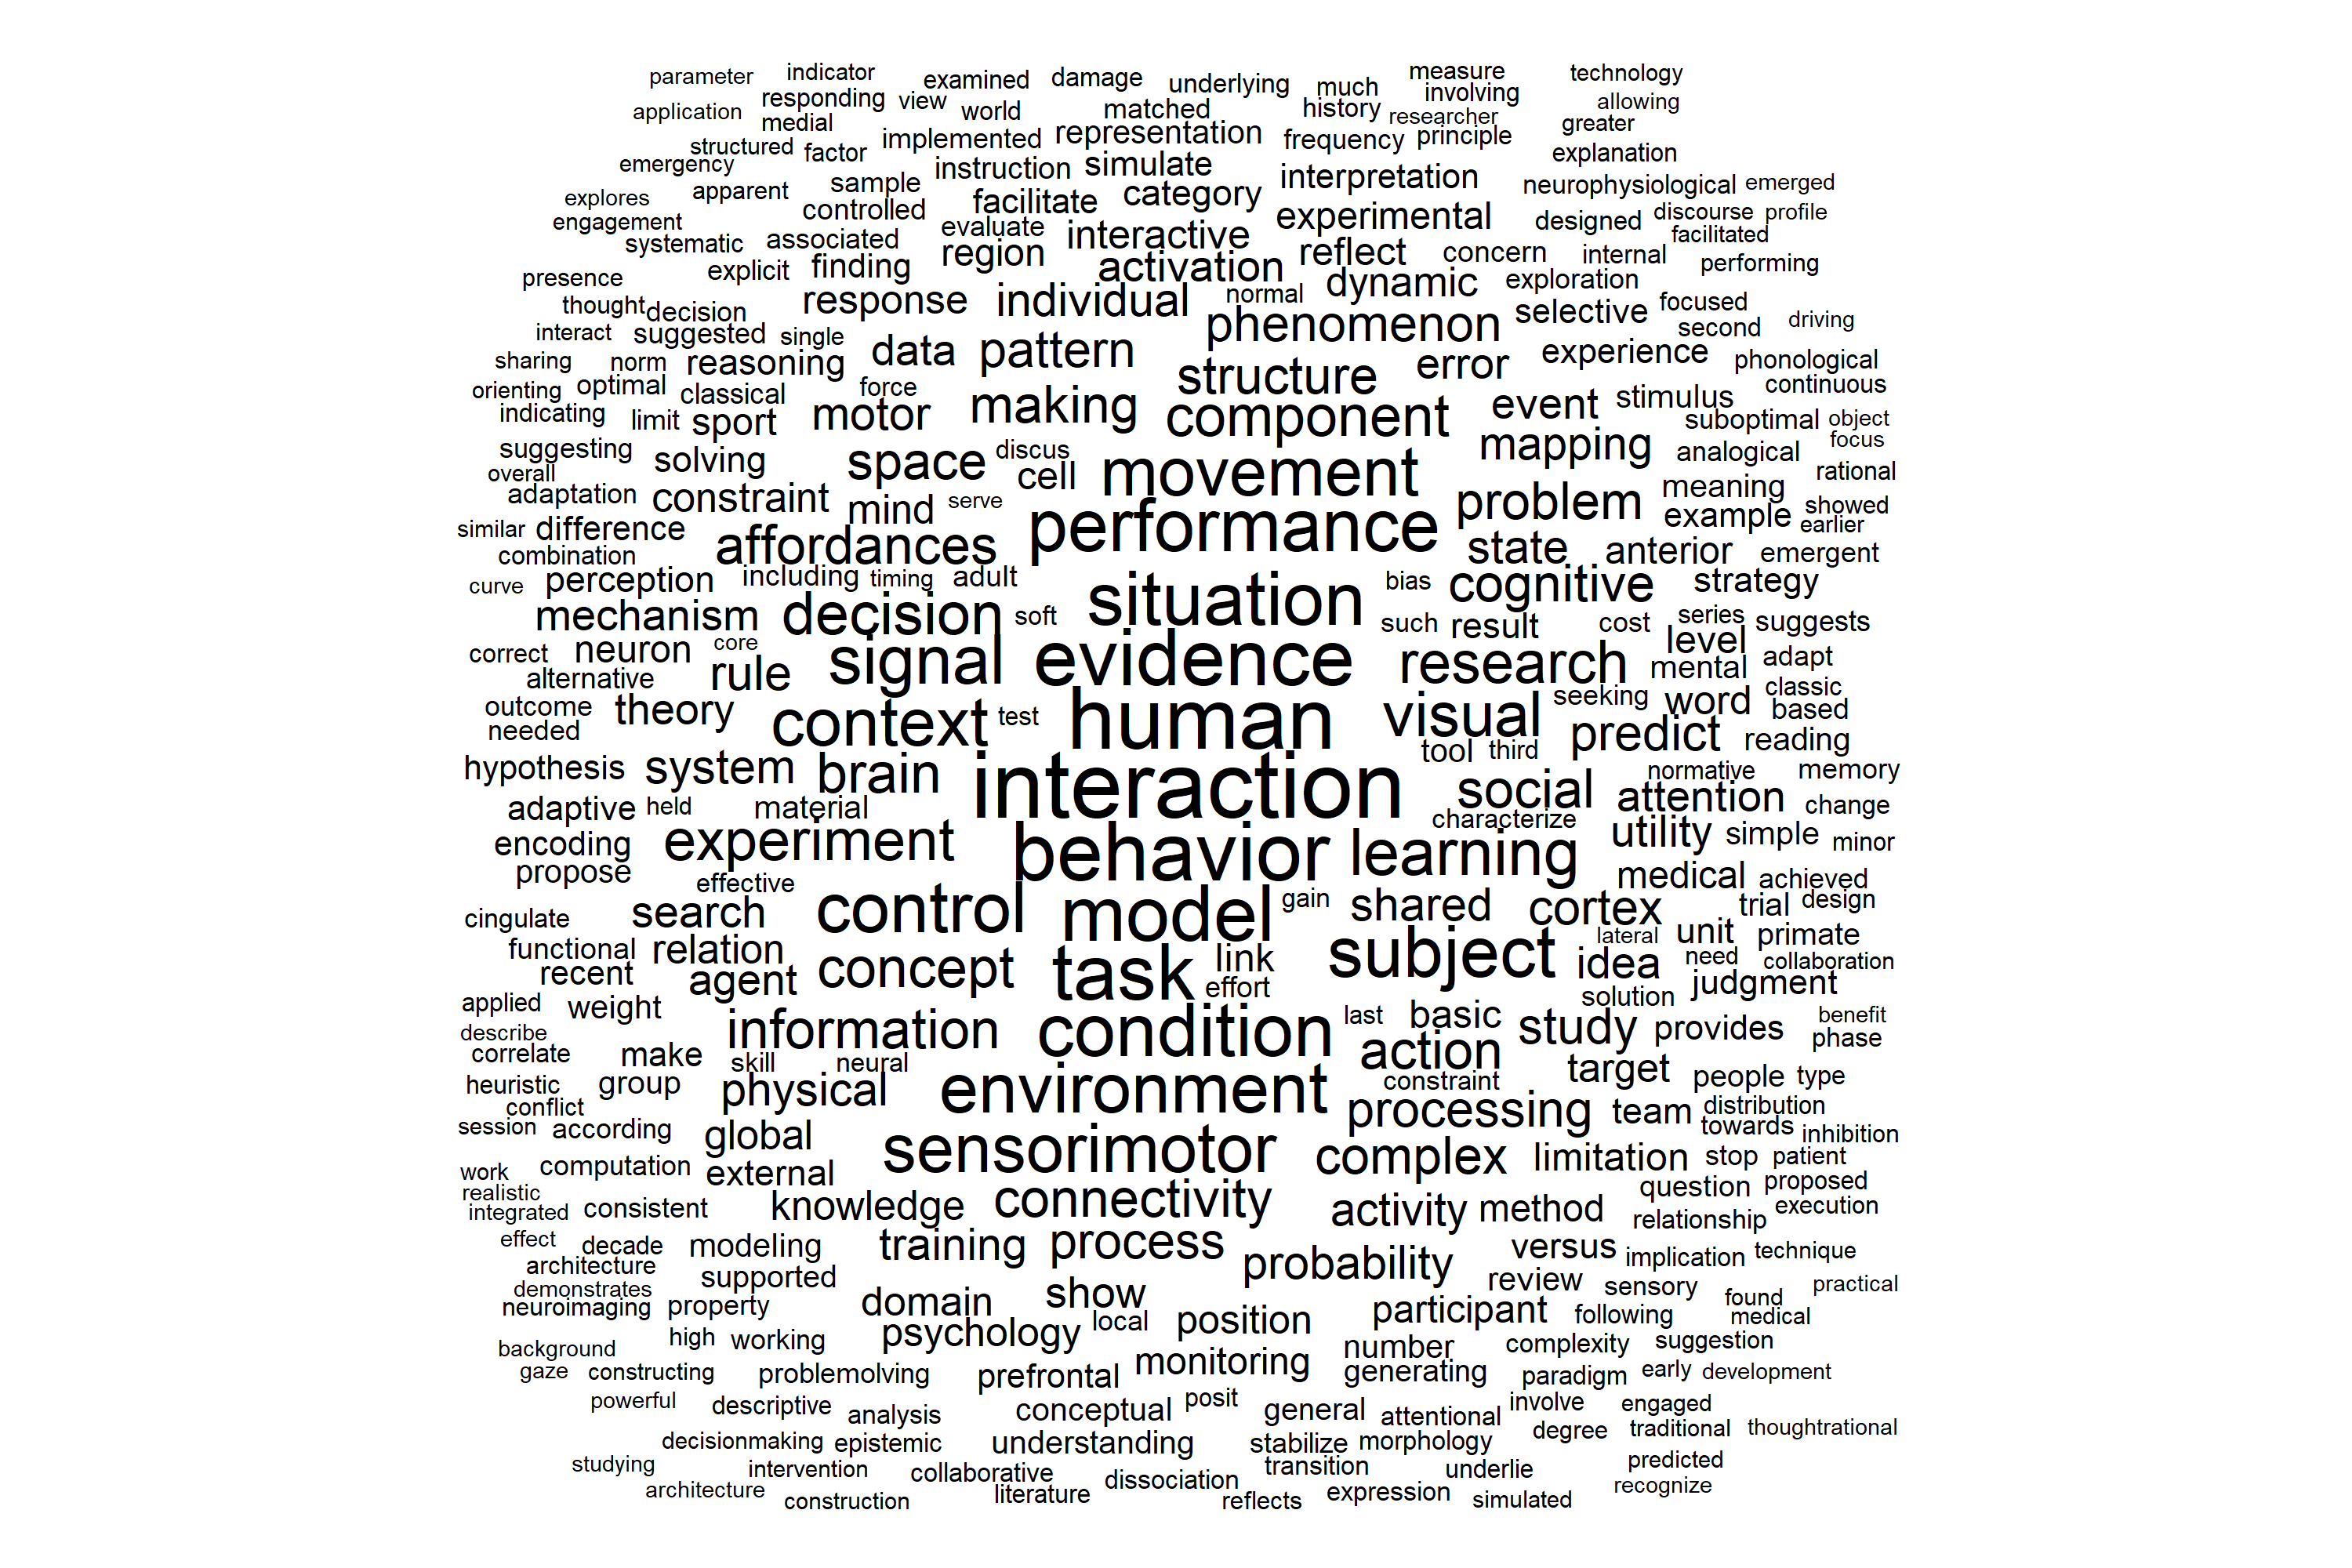 parameter indicator examined damage underlying much measure technology
application responding view world matched history involving allowing
medial researcher greater
structured factor implemented representation frequency principle
emergency instruction simulate explanation
explores apparent sample facilitate category interpretation neurophysiological emerged
engagement controlled experimental designed discourse profile
systematic associated evaluate interactive reflect concern internal facilitated
presence explicit finding region activation dynamic exploration performing
thought decision response individual normal phenomenon selective focused
interact suggested single second driving
sharing norm reasoning data pattern structure error experience phonological
orienting optimal classical force continuous
indicating limit sport motor making component event stimulus suboptimal object
suggesting solving space discus movement mapping analogical focus
overall cell rational
adaptation constraint mind serve performance problem meaning showed
similar difference affordances state example earlier
combination anterior emergent
curve perception including timing adult situation bias cognitive strategy
mechanism decision soft such result cost series suggests
correct neuron core signal evidence research level mental adapt
alternative rule
outcome theory context test human visual seeking word classic
needed predict based
tool third reading
hypothesis system brain interaction social normative memory
adaptive held material attention change
encoding experiment behavior learning characterize utility simple minor
propose effective medical achieved
cingulate search control model gain shared cortex trial design
functional relation link subject lateral unit primate
recent agent concept task effort idea need collaboration
applied weight solution judgment
describe information condition last basic study provides benefit
correlate make skill neural action phase
heuristic group physical environment constraint target people type
conflict processing team distribution
session according global sensorimotor towards inhibition
work computation external complex limitation stop patient
realistic knowledge connectivity question proposed
integrated consistent activity method relationship execution
effect decade modeling training process probability versus implication technique
architecture
demonstrates supported domain show review sensory practical
neuroimaging property psychology local position participant following found
high working number complexity suggestion medical
background
gaze constructing problemolving prefrontal monitoring generating paradigm early development
powerful descriptive analysis conceptual posit general attentional involve engaged
decisionmaking epistemic understanding stabilize morphology degree traditional thoughtrational
studying intervention collaborative dissociation transition underlie predicted
architecture construction literature reflects expression simulated recognize